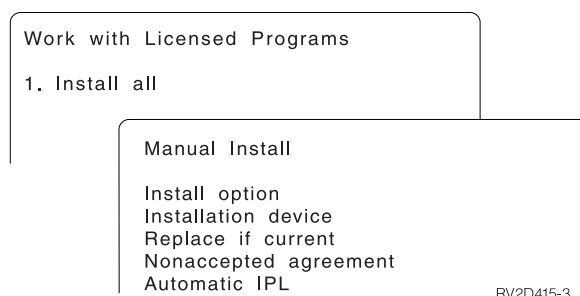 Work with Licensed Programs
1. Install all
Manual Install
Install option
Installation device
Replace if current
Nonaccepted agreement
Automatic IPL
RV2D415-3